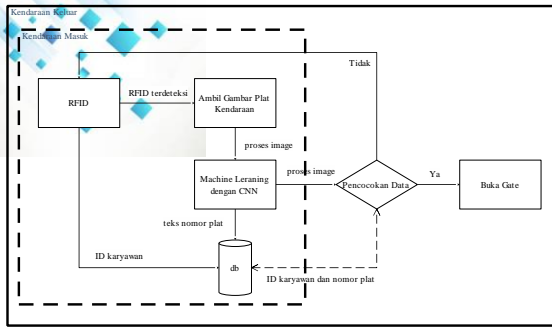 Kendaraan Keluar
Kendaraan Masuk
Tidak
RFID
RFID terdeteksi
Ambil Gambar Plat
Kendaraan
proses image
Machine Leraning
dengan CNN
proses image
Pencocokan Data
Ya
Buka Gate
teks nomor plat
ID karyawan
db
ID karyawan dan nomor plat